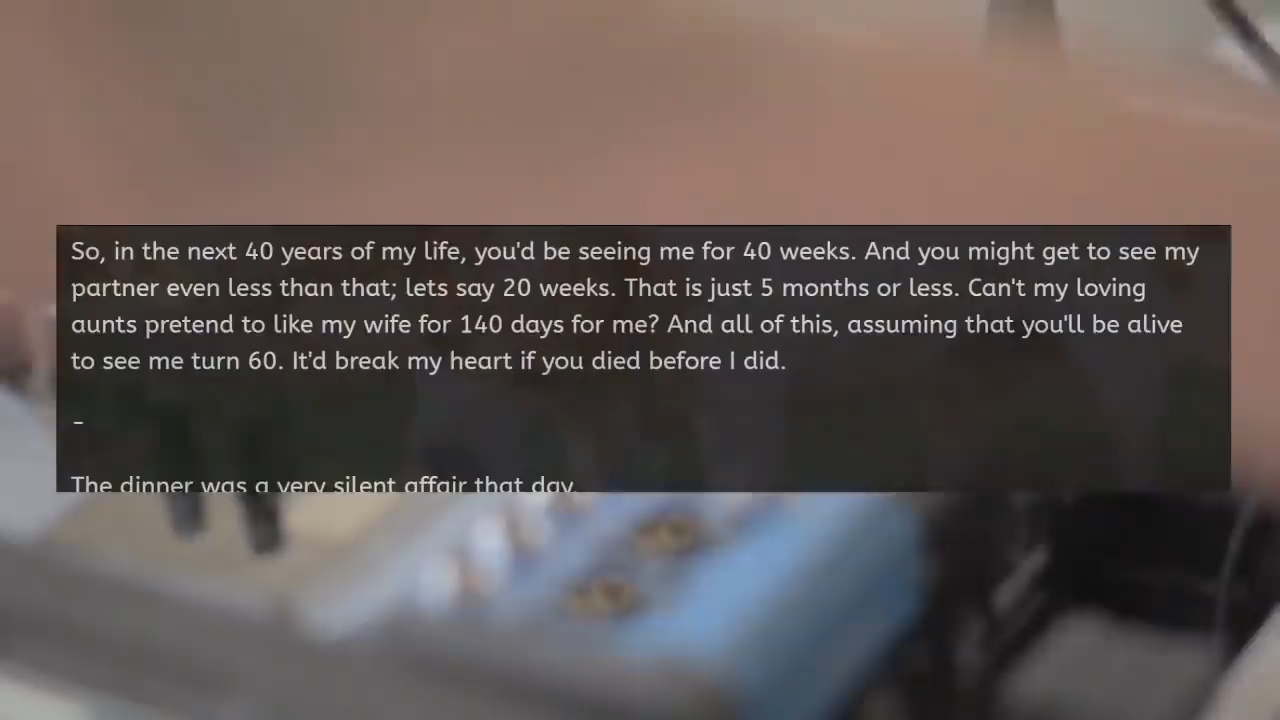 So, in the next 40 years of my life, you'd be seeing me for 40 weeks. And you might get to see my
partner even less than that; lets say 20 weeks. That is just 5 months or less. Can't my loving
aunts pretend to like my wife for 140 days for me? And all of this, assuming that you'll be alive
to see me turn 60. It'd break my heart if you died before I did.
-
The dinner was a very silent affair that day.